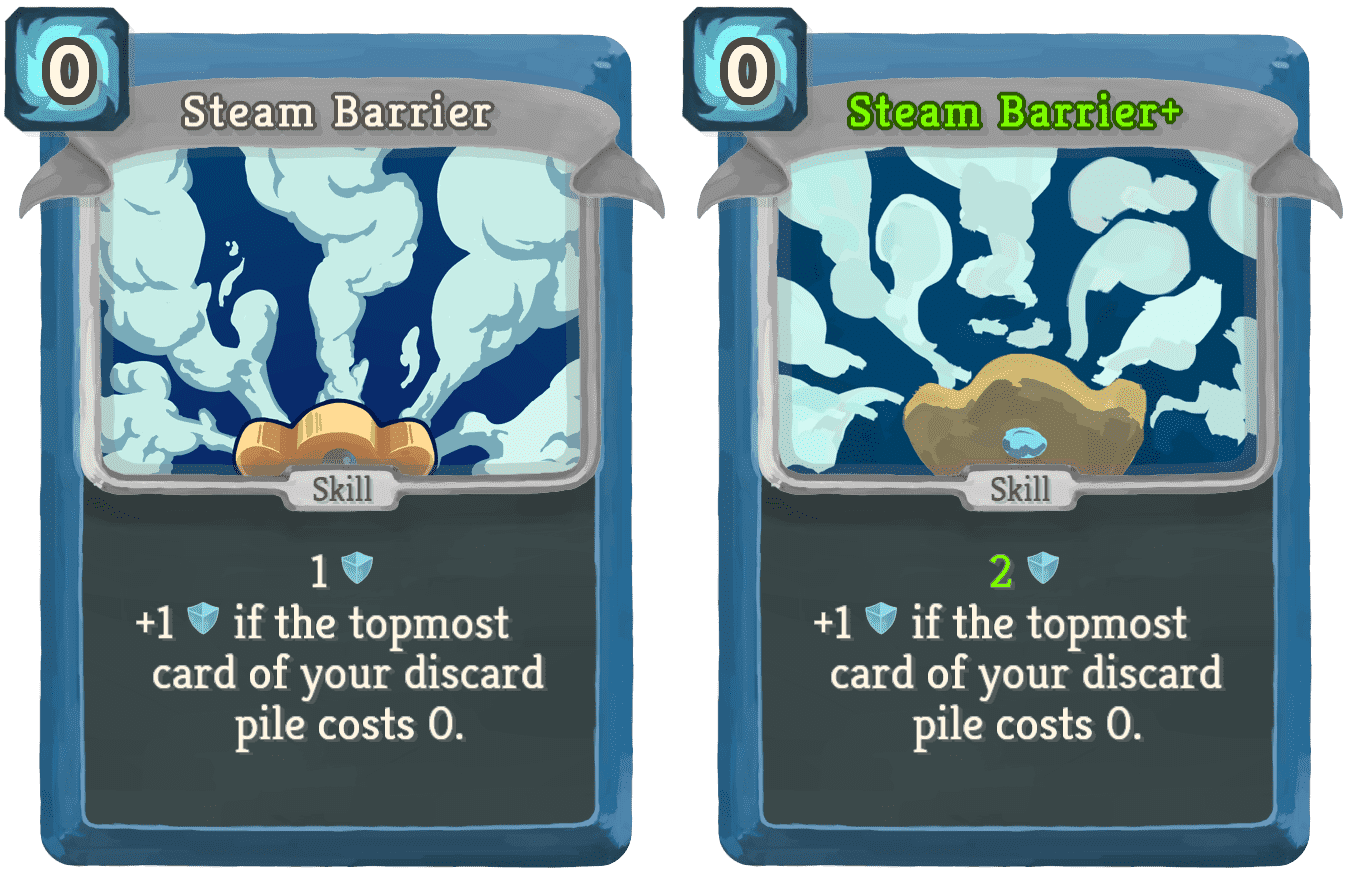 0
Steam Barrier
Skill
1
+1 if the topmost
card of your discard
pile costs 0.
0
Steam Barrier+
Skill
2
+1 if the topmost
card of your discard
pile costs 0.